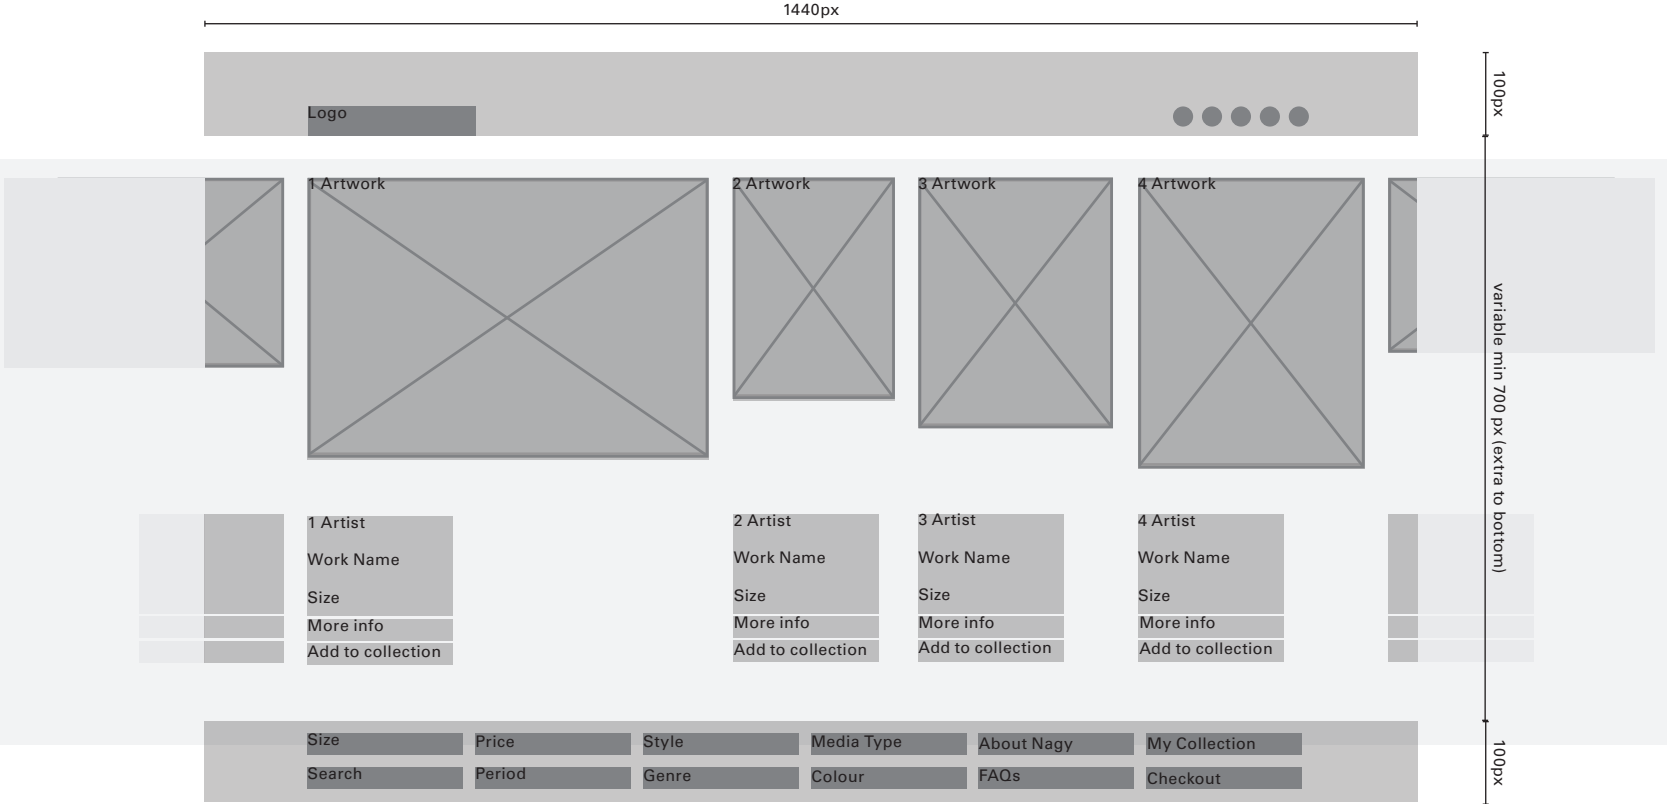 1440px
Logo
100px
1 Artwork
2 Artwork
3 Artwork
4 Artwork
variable min 700 px (extra to bottom)
1 Artist
Work Name
Size
More info
Add to collection
2 Artist
Work Name
Size
More info
Add to collection
3 Artist
Work Name
Size
More info
Add to collection
4 Artist
Work Name
Size
More info
Add to collection
Size
Price
Style
Media Type
About Nagy
My Collection
Search
Period
Genre
Colour
FAQs
Checkout
100px